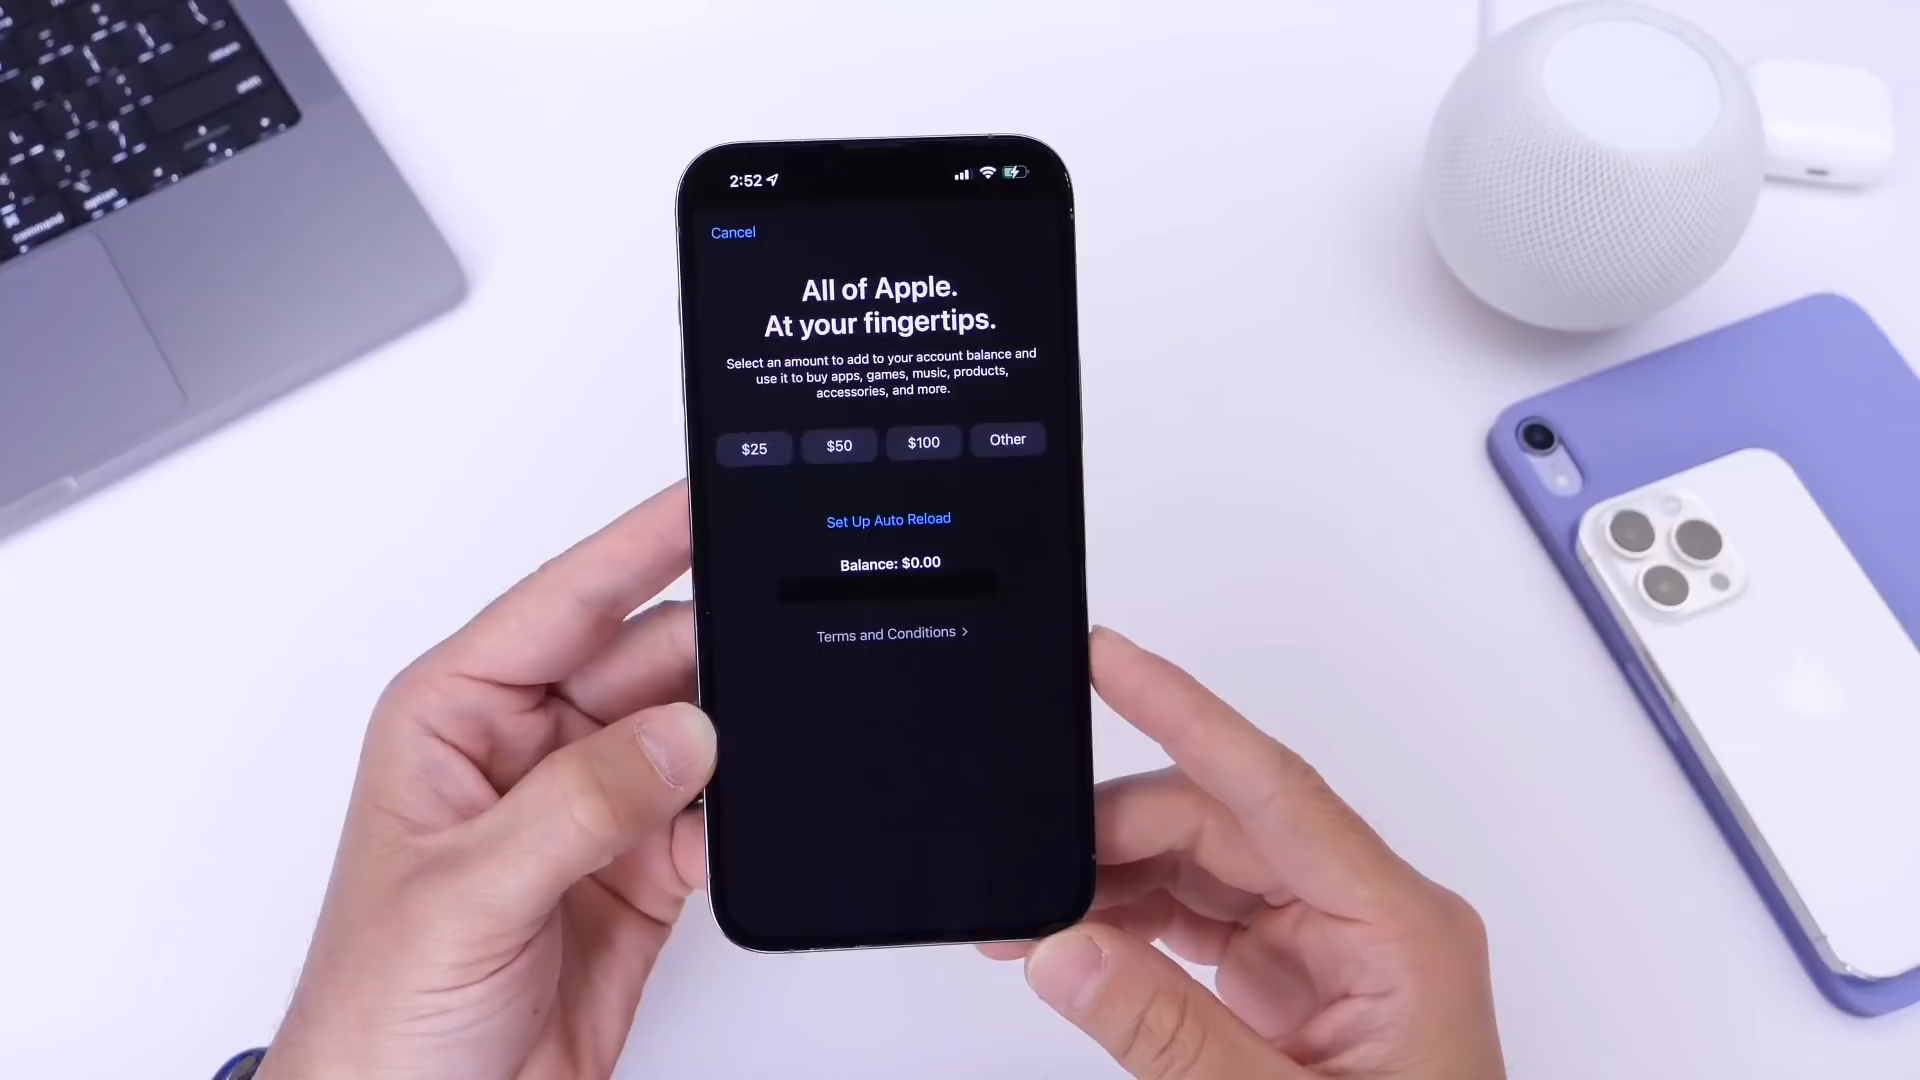 2:52
Cancel
All of Apple.
At your fingertips.
Select an amount to add to your account balance and
use it to buy apps, games, music, products,
accessories, and more.
$25 $50 $100 Other
Set Up Auto Reload
Balance: $0.00
Terms and Conditions >
command
option